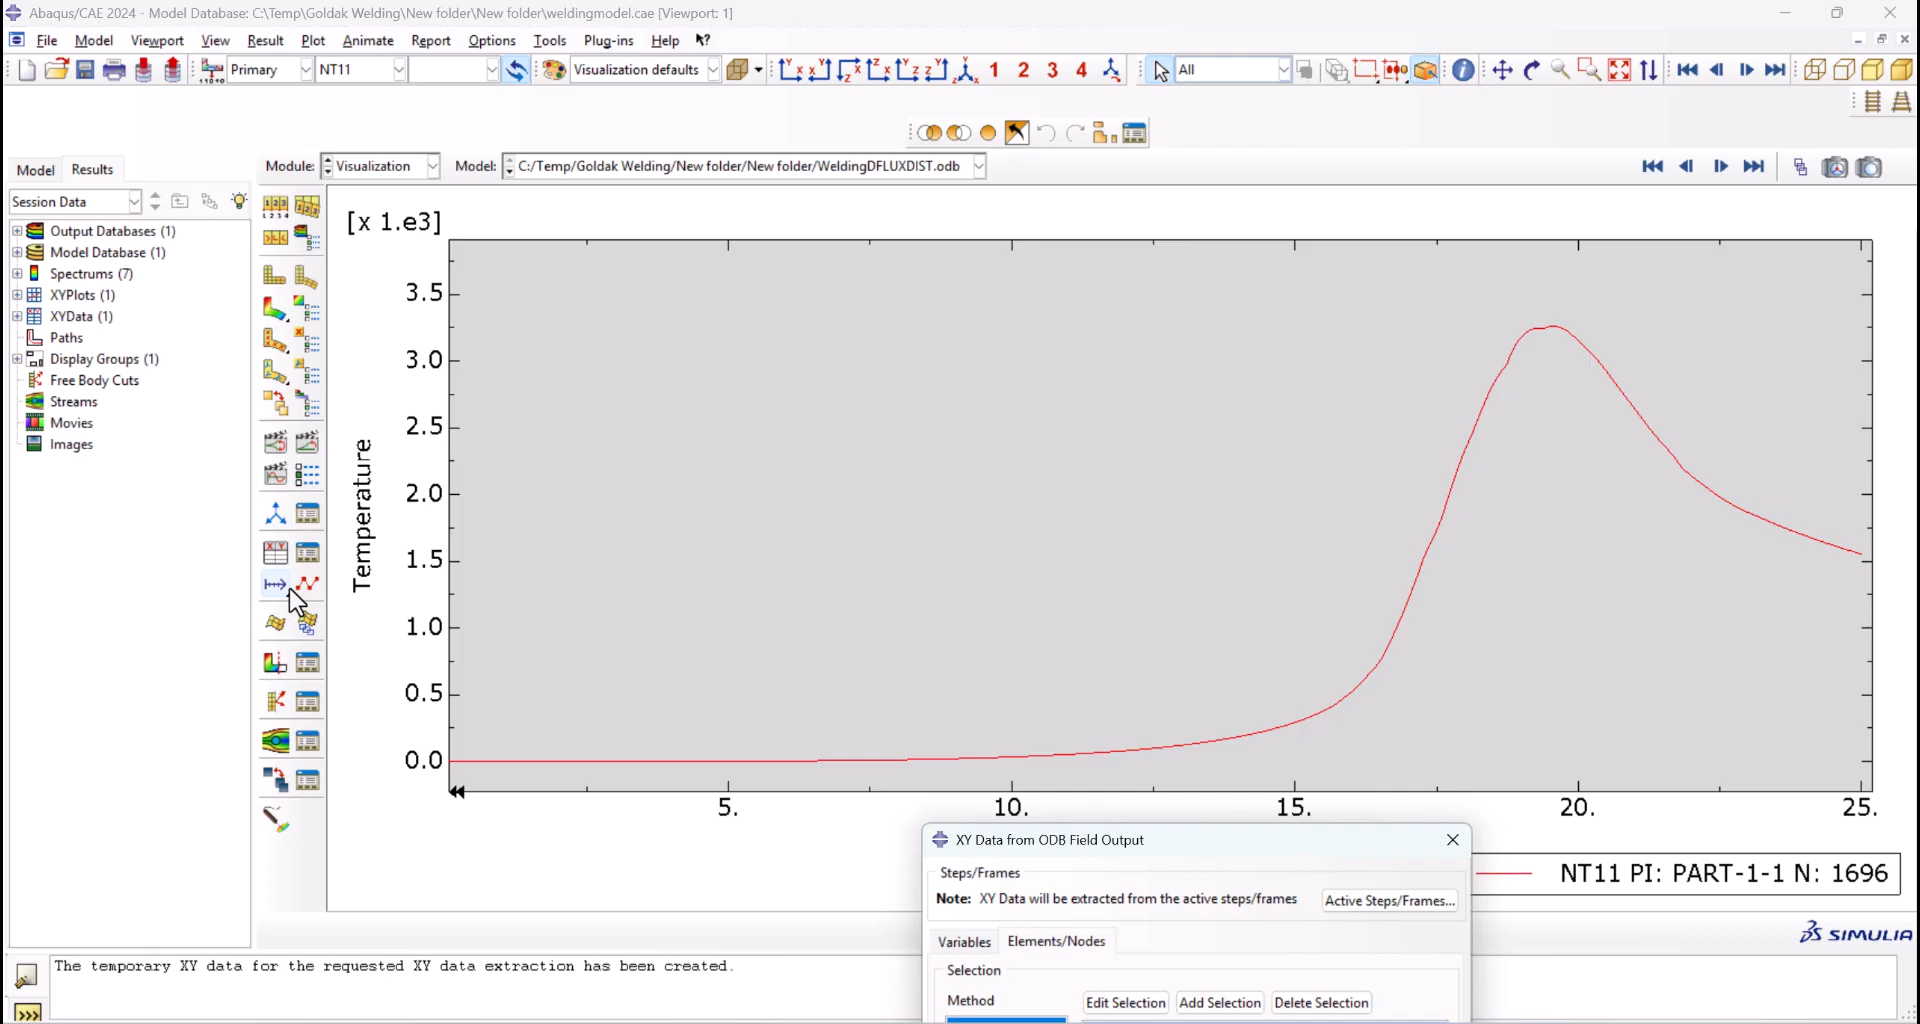 Abaqus/CAE 2024 - Model Database: C:\Temp\Goldak Welding\New folder\New folder\weldingmodel.cae [Viewport: 1]
File Model Viewport View Result Plot Animate Report Options Tools Plug-ins Help
Primary NT11 Visualization defaults 1 2 3 4 All
Model Results Module: Visualization Model: C:/Temp/Goldak Welding/New folder/New folder/WeldingDFLUXDIST.odb
Session Data
Output Databases (1)
Model Database (1)
Spectrums (7)
XYPlots (1)
XYData (1)
Paths
Display Groups (1)
Free Body Cuts
Streams
Movies
Images
[x 1.e3]
3.5
3.0
2.5
2.0
1.5
1.0
0.5
0.0
Temperature
5. 10. 15. 20. 25.
XY Data from ODB Field Output
Steps/Frames
Note: XY Data will be extracted from the active steps/frames Active Steps/Frames...
Variables Elements/Nodes
Selection
Method Edit Selection Add Selection Delete Selection
NT11 PI: PART-1-1 N: 1696
SIMULIA
The temporary XY data for the requested XY data extraction has been created.
>>>